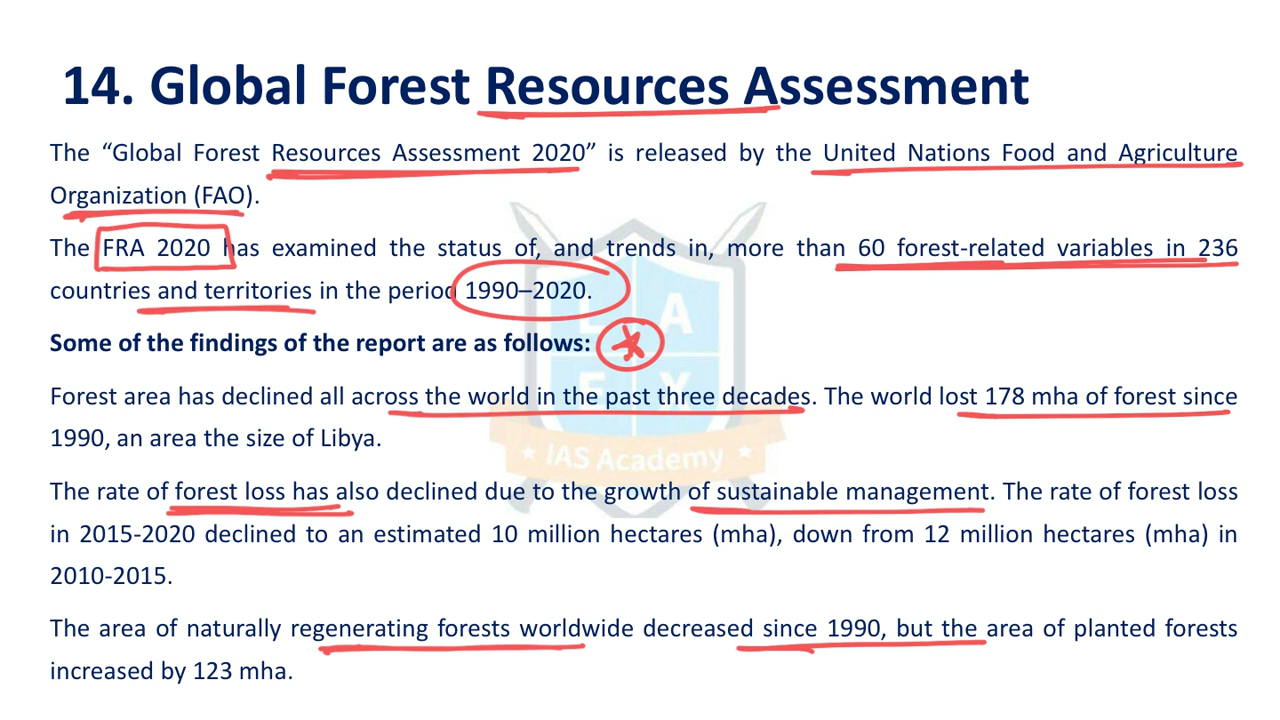 14. Global Forest Resources Assessment
The “Global Forest Resources Assessment 2020” is released by the United Nations Food and Agriculture
Organization (FAO).
The FRA 2020 has examined the status of, and trends in, more than 60 forest-related variables in 236
countries and territories in the period 1990–2020.
Some of the findings of the report are as follows:
Forest area has declined all across the world in the past three decades. The world lost 178 mha of forest since
1990, an area the size of Libya.
The rate of forest loss has also declined due to the growth of sustainable management. The rate of forest loss
in 2015-2020 declined to an estimated 10 million hectares (mha), down from 12 million hectares (mha) in
2010-2015.
The area of naturally regenerating forests worldwide decreased since 1990, but the area of planted forests
increased by 123 mha.
L A
E X
IAS Academy